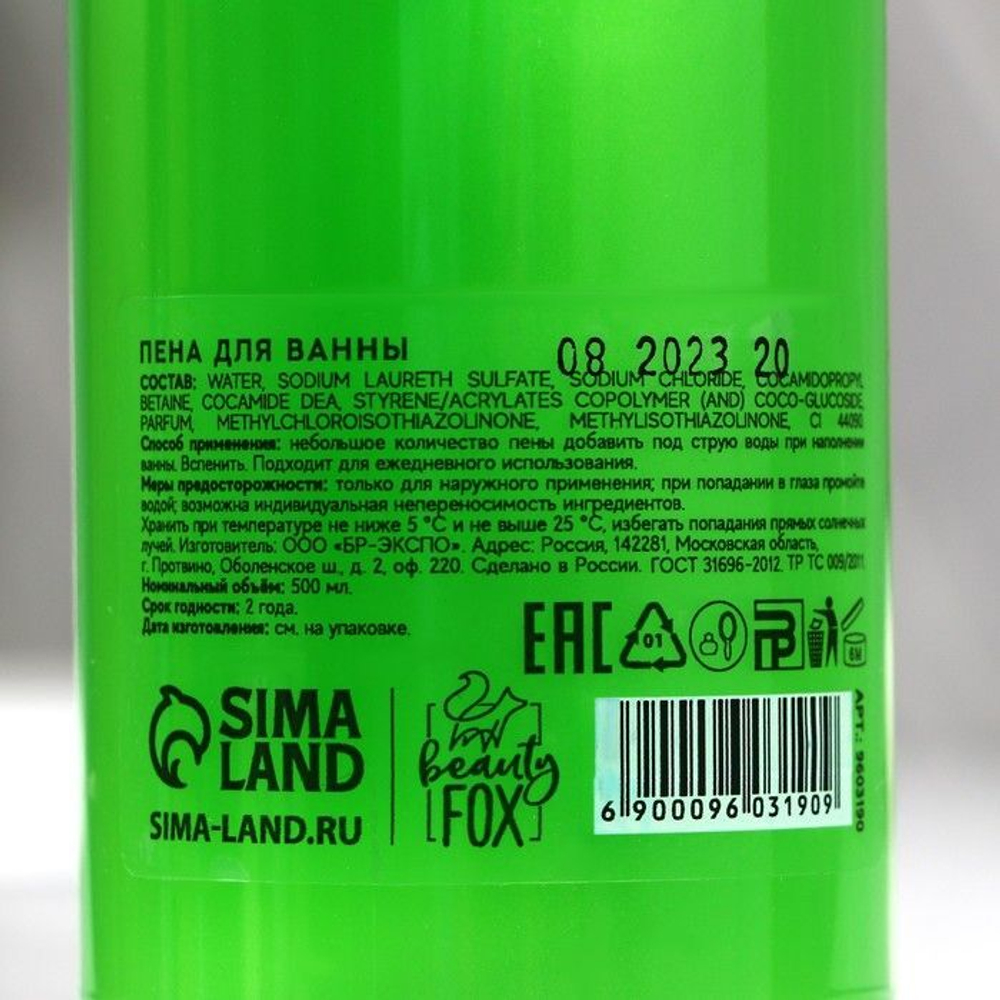 ПЕНА ДЛЯ ВАННЫ
08 2023 20
СОСТАВ: WATER, SODIUM LAURETH SULFATE, SODIUM CHLORIDE, COCAMIDOPROPYL
BETAINE, COCAMIDE DEA, STYRENE/ACRYLATES COPOLYMER (AND) COCO-GLUCOSIDE,
PARFUM, METHYLCHLOROISOTHIAZOLINONE, METHYLISOTHIAZOLINONE, CI 44090
Способ применения: небольшое количество пены добавить под струю воды при наполнении
ванны. Вспенить. Подходит для ежедневного использования.
Меры предосторожности: только для наружного применения; при попадании в глаза промойте
водой; возможна индивидуальная непереносимость ингредиентов.
Хранить при температуре не ниже 5 °С и не выше 25 °С, избегать попадания прямых солнечных
лучей. Изготовитель: ООО «БР-ЭКСПО». Адрес: Россия, 142281, Московская область,
г. Протвино, Оболенское ш., д. 2, оф. 220. Сделано в России. ГОСТ 31696-2012. ТР ТС 009/2011
Номинальный объём: 500 мл.
Срок годности: 2 года.
Дата изготовления: см. на упаковке.
EAC 01 6M
SIMA
LAND
SIMA-LAND.RU
beauty
FOX
6 900096 031909
АРТ.: 9603190